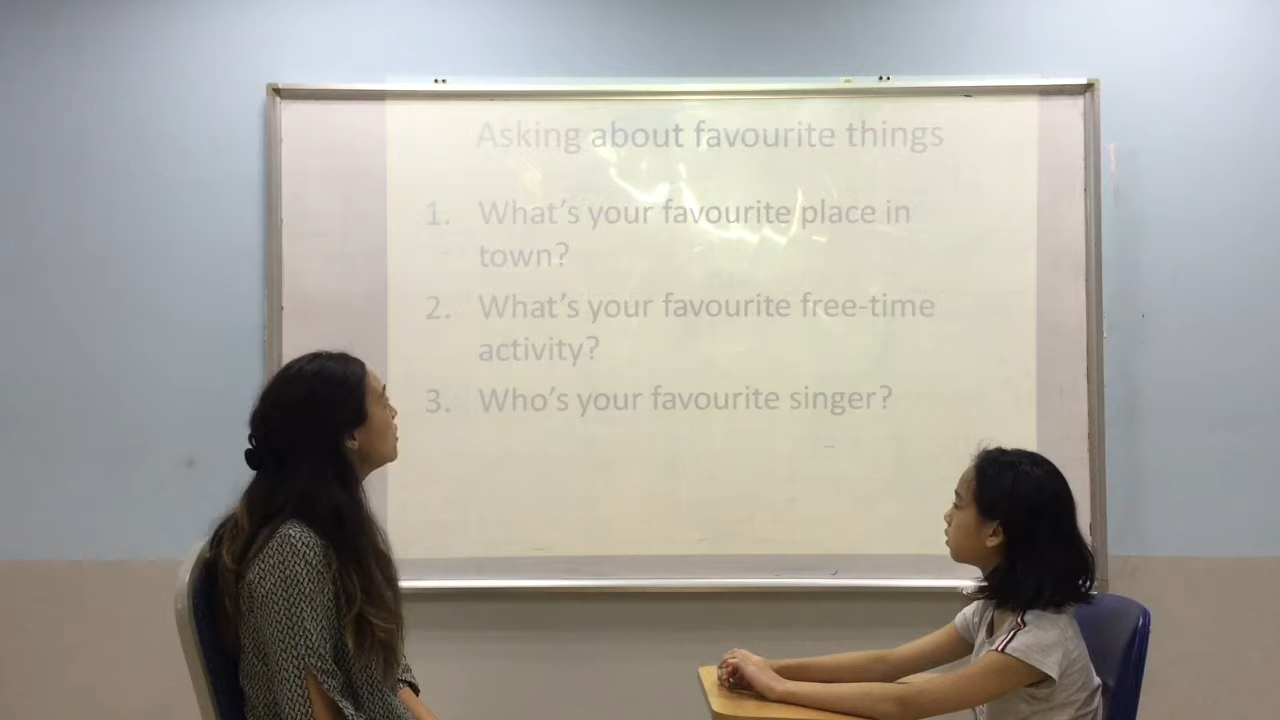 Asking about favourite things
1. What's your favourite place in
town?
2. What's your favourite free-time
activity?
3. Who's your favourite singer?